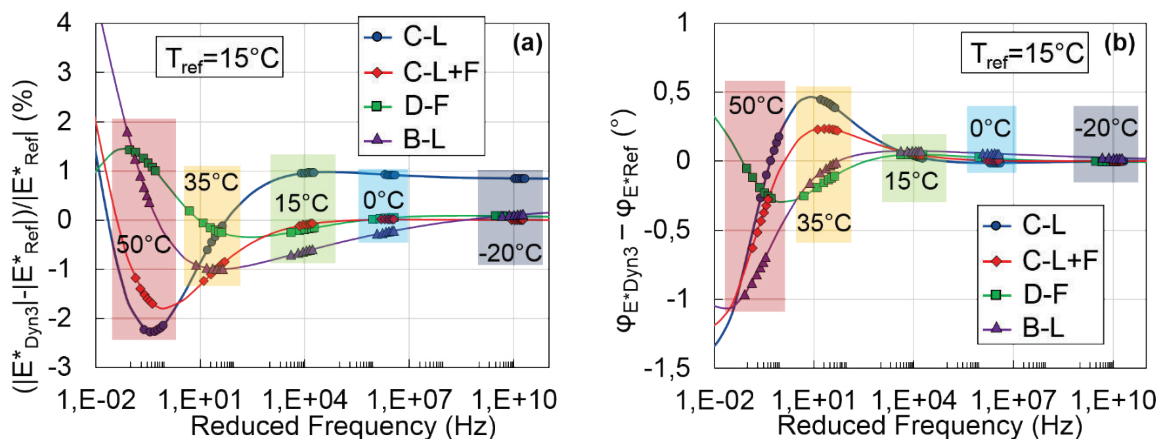 (|E*Dyn3|-|E*Ref|)/|E*Ref| (%)
4
3
2
1
0
-1
-2
-3
Tref=15°C
(a)
C-L
C-L+F
D-F
B-L
50°C
35°C
15°C
0°C
-20°C
1,E-02 1,E+01 1,E+04 1,E+07 1,E+10
Reduced Frequency (Hz)
φE*Dyn3 – φE*Ref (°)
1
0,5
0
-0,5
-1
-1,5
Tref=15°C
(b)
50°C
35°C
15°C
0°C
-20°C
C-L
C-L+F
D-F
B-L
1,E-02 1,E+01 1,E+04 1,E+07 1,E+10
Reduced Frequency (Hz)